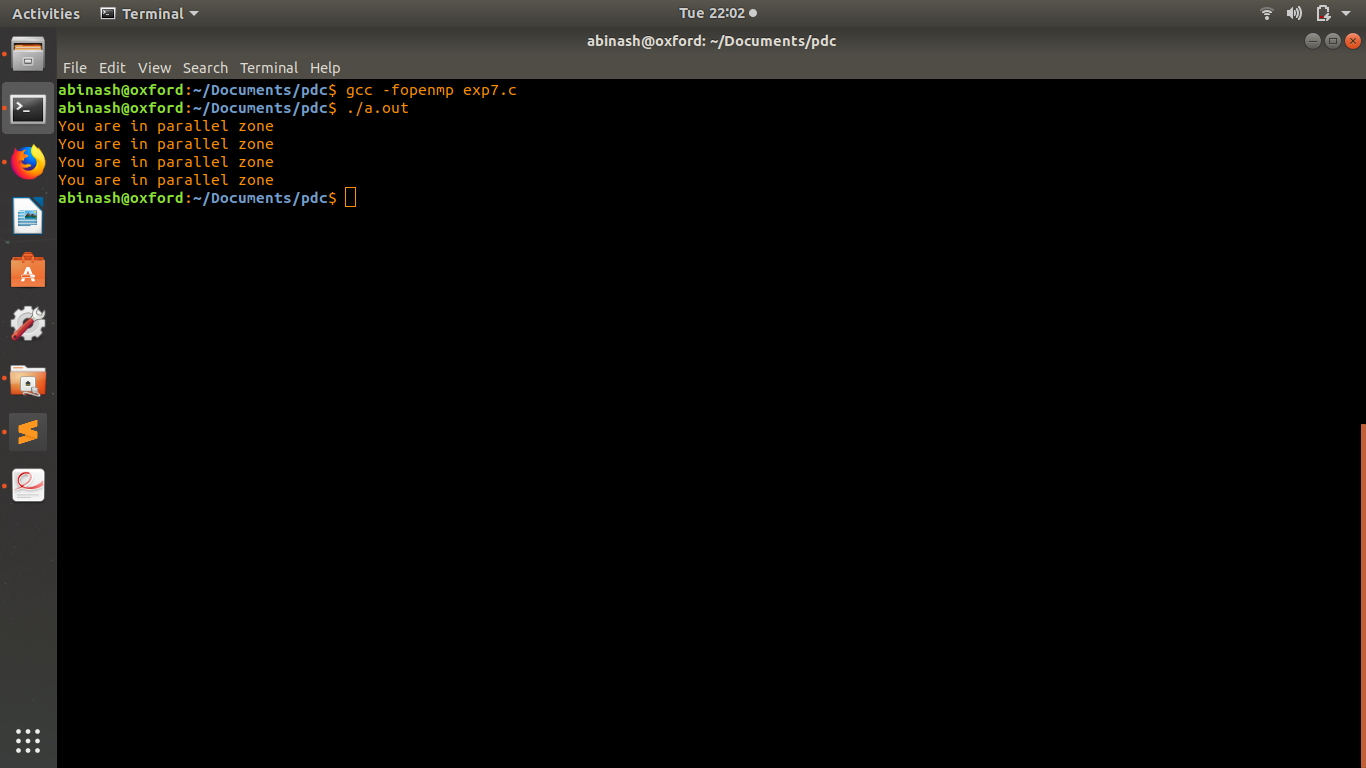 Activities Terminal Tue 22:02
abinash@oxford: ~/Documents/pdc
File Edit View Search Terminal Help
abinash@oxford:~/Documents/pdc$ gcc -fopenmp exp7.c
abinash@oxford:~/Documents/pdc$ ./a.out
You are in parallel zone
You are in parallel zone
You are in parallel zone
You are in parallel zone
abinash@oxford:~/Documents/pdc$